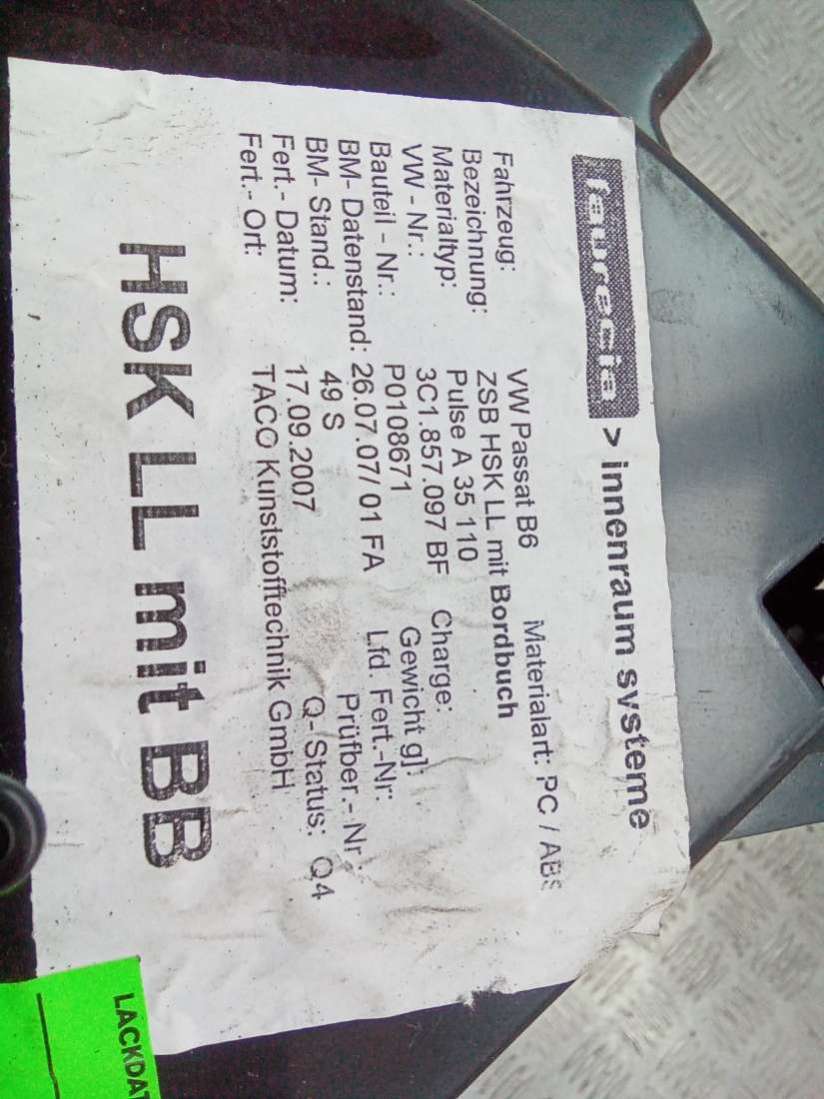 faurecia > innenraum systeme
Fahrzeug: VW Passat B6 Materialart: PC / ABS
Bezeichnung: ZSB HSK LL mit Bordbuch
Materialtyp: Pulse A 35 110
VW - Nr.: 3C1.857.097 BF Charge:
Bauteil - Nr.: P0108671 Gewicht g]:
BM- Datenstand: 26.07.07/ 01 FA Lfd. Fert.-Nr:
BM- Stand.: 49 S Prüfber.- Nr :
Fert.- Datum: 17.09.2007 Q- Status: Q4
Fert.- Ort: TACO Kunststofftechnik GmbH
HSK LL mit BB
LACKDAT